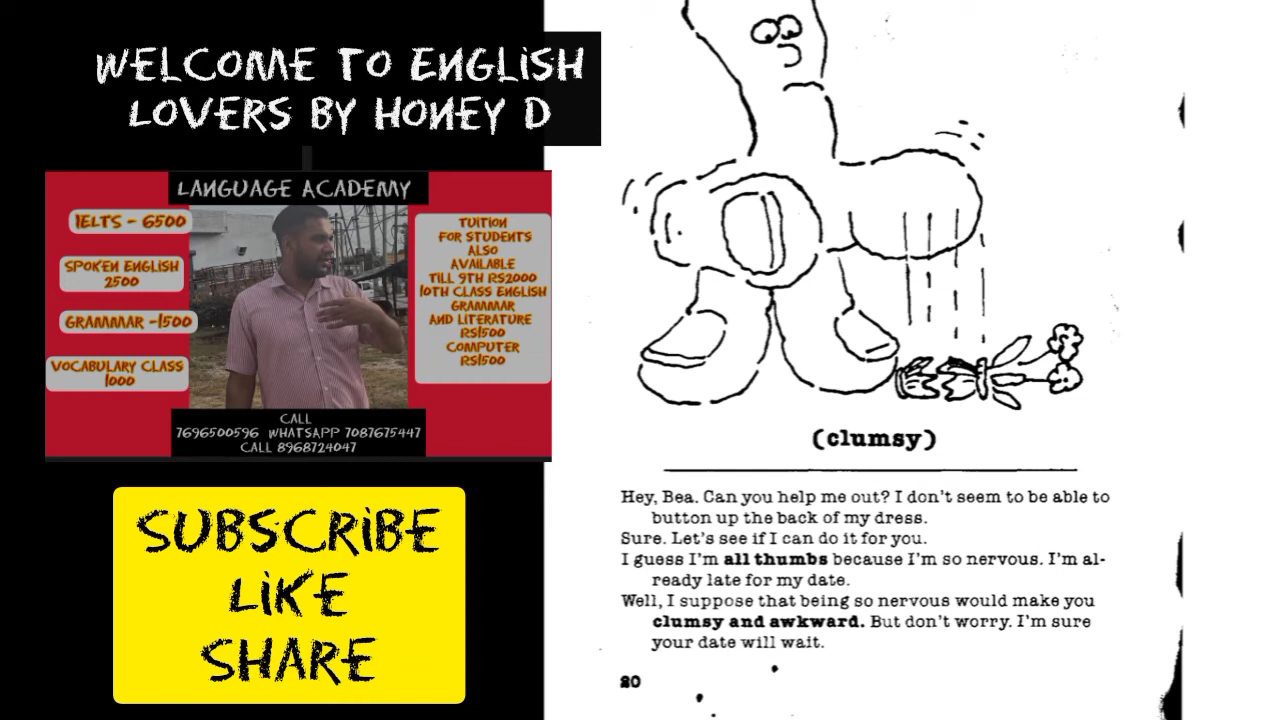 WELCOME TO ENGLISH
LOVERS BY HONEY D
LANGUAGE ACADEMY
IELTS - 6500
SPOKEN ENGLISH
2500
GRAMMAR -1500
VOCABULARY CLASS
1000
TUITION
FOR STUDENTS
ALSO
AVAILABLE
TILL 9TH RS2000
10TH CLASS ENGLISH
GRAMMAR
AND LITERATURE
RS1500
COMPUTER
RS1500
CALL
7696500596 WHATSAPP 7087675447
CALL 8968724047
SUBSCRIBE
LIKE
SHARE
(clumsy)
Hey, Bea. Can you help me out? I don't seem to be able to
button up the back of my dress.
Sure. Let's see if I can do it for you.
I guess I'm all thumbs because I'm so nervous. I'm al-
ready late for my date.
Well, I suppose that being so nervous would make you
clumsy and awkward. But don't worry. I'm sure
your date will wait.
20